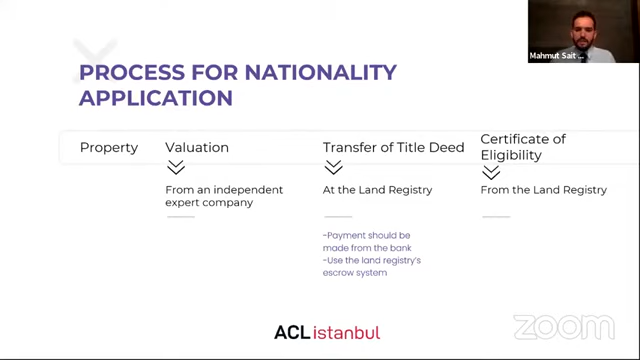 Mahmut Sait ...
PROCESS FOR NATIONALITY
APPLICATION
Property
Valuation
Transfer of Title Deed
Certificate of
Eligibility
From an independent
expert company
At the Land Registry
From the Land Registry
-Payment should be
made from the bank
-Use the land registry's
escrow system
ACListanbul
zoom